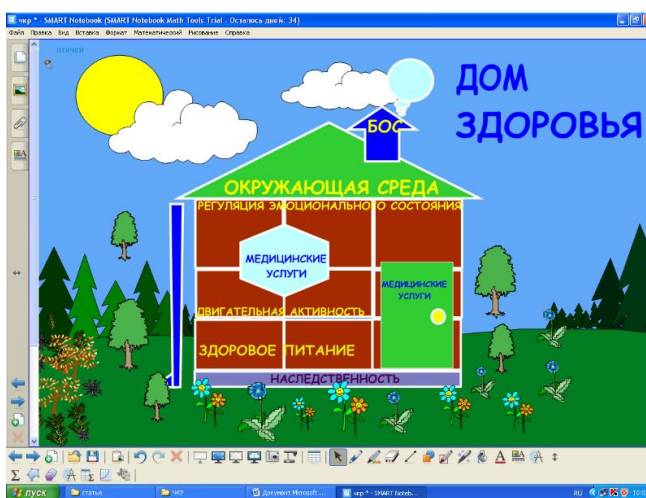 чкр * - SMART Notebook (SMART Notebook Math Tools Trial - Осталось дней: 34)
Файл Правка Вид Вставка Формат Математический Рисование Справка
ДОМ
ЗДОРОВЬЯ
БОС
ОКРУЖАЮЩАЯ СРЕДА
РЕГУЛЯЦИЯ ЭМОЦИОНАЛЬНОГО СОСТОЯНИЯ
МЕДИЦИНСКИЕ
УСЛУГИ
МЕДИЦИНСКИЕ
УСЛУГИ
ДВИГАТЕЛЬНАЯ АКТИВНОСТЬ
ЗДОРОВОЕ ПИТАНИЕ
НАСЛЕДСТВЕННОСТЬ
пуск статья ЧКР Документ Microsoft ... чкр * - SMART Noteb... RU